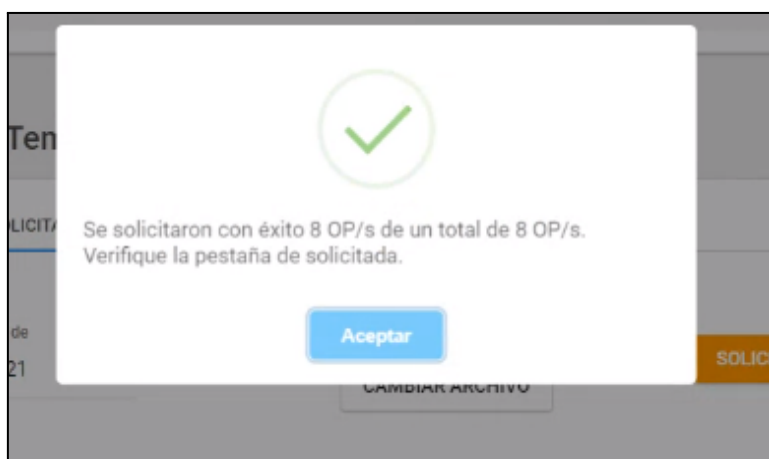 Ten
LICITA
Se solicitaron con éxito 8 OP/s de un total de 8 OP/s.
Verifique la pestaña de solicitada.
de
21
Aceptar
SOLIC
CAMBIAR ARCHIVO